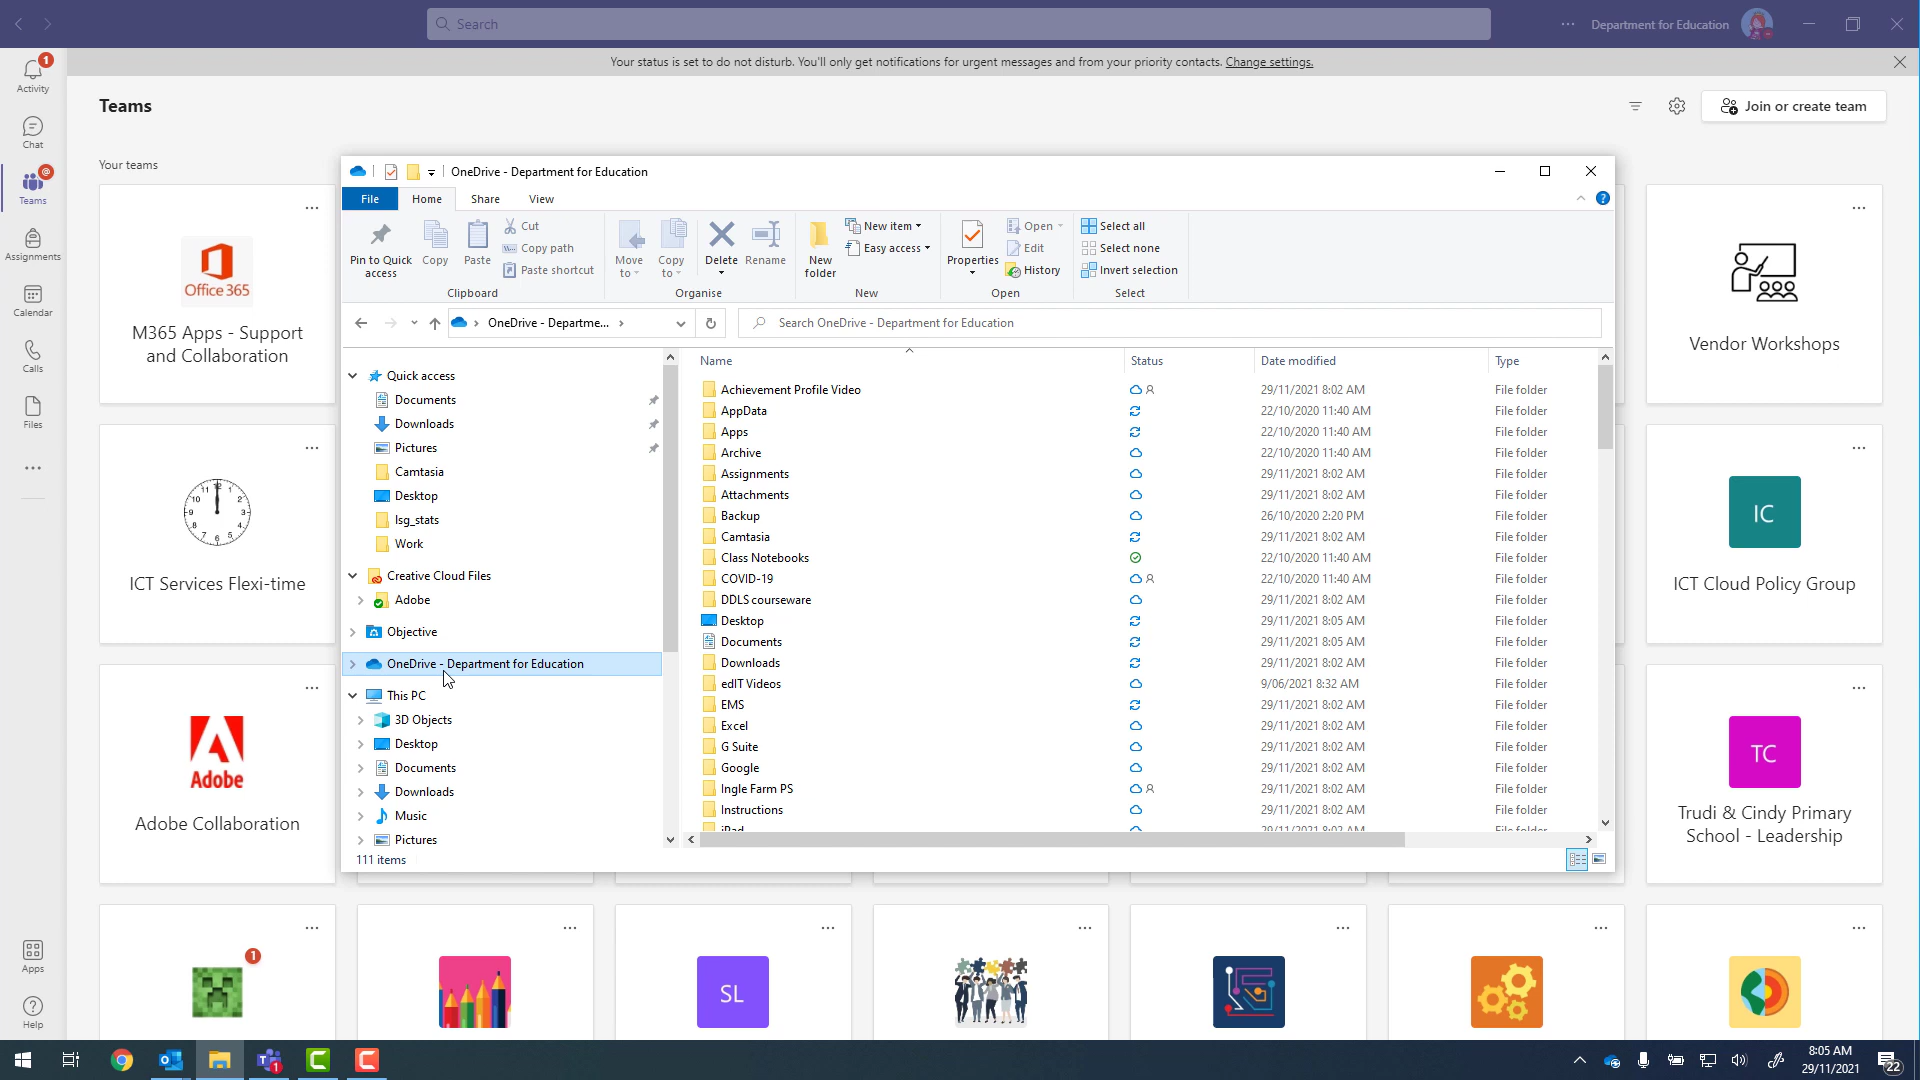 Search
Department for Education
Your status is set to do not disturb. You'll only get notifications for urgent messages and from your priority contacts. Change settings.
1
Activity
Chat
@
Teams
Assignments
Calendar
Calls
Files
Apps
Help
Teams
Join or create team
Your teams
Office 365
M365 Apps - Support
and Collaboration
Vendor Workshops
ICT Services Flexi-time
IC
ICT Cloud Policy Group
Adobe
Adobe Collaboration
TC
Trudi & Cindy Primary
School - Leadership
1
SL
OneDrive - Department for Education
File Home Share View
Pin to Quick
access
Copy
Paste
Cut
Copy path
Paste shortcut
Clipboard
Move
to
Copy
to
Delete
Rename
Organise
New
folder
New item
Easy access
New
Properties
Open
Edit
History
Open
Select all
Select none
Invert selection
Select
OneDrive - Departme...
Search OneDrive - Department for Education
Quick access
Documents
Downloads
Pictures
Camtasia
Desktop
lsg_stats
Work
Creative Cloud Files
Adobe
Objective
OneDrive - Department for Education
This PC
3D Objects
Desktop
Documents
Downloads
Music
Pictures
Name Status Date modified Type
Achievement Profile Video 29/11/2021 8:02 AM File folder
AppData 22/10/2020 11:40 AM File folder
Apps 22/10/2020 11:40 AM File folder
Archive 22/10/2020 11:40 AM File folder
Assignments 29/11/2021 8:02 AM File folder
Attachments 29/11/2021 8:02 AM File folder
Backup 26/10/2020 2:20 PM File folder
Camtasia 29/11/2021 8:02 AM File folder
Class Notebooks 22/10/2020 11:40 AM File folder
COVID-19 22/10/2020 11:40 AM File folder
DDLS courseware 29/11/2021 8:02 AM File folder
Desktop 29/11/2021 8:05 AM File folder
Documents 29/11/2021 8:05 AM File folder
Downloads 29/11/2021 8:02 AM File folder
edIT Videos 9/06/2021 8:32 AM File folder
EMS 29/11/2021 8:02 AM File folder
Excel 29/11/2021 8:02 AM File folder
G Suite 29/11/2021 8:02 AM File folder
Google 29/11/2021 8:02 AM File folder
Ingle Farm PS 29/11/2021 8:02 AM File folder
Instructions 29/11/2021 8:02 AM File folder
iPad 29/11/2021 8:02 AM File folder
111 items
8:05 AM
29/11/2021
22